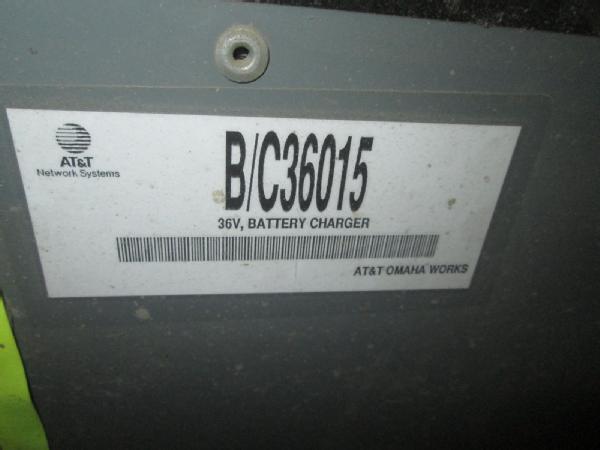 AT&T
Network Systems
B/C36015
36V, BATTERY CHARGER
AT&T OMAHA WORKS